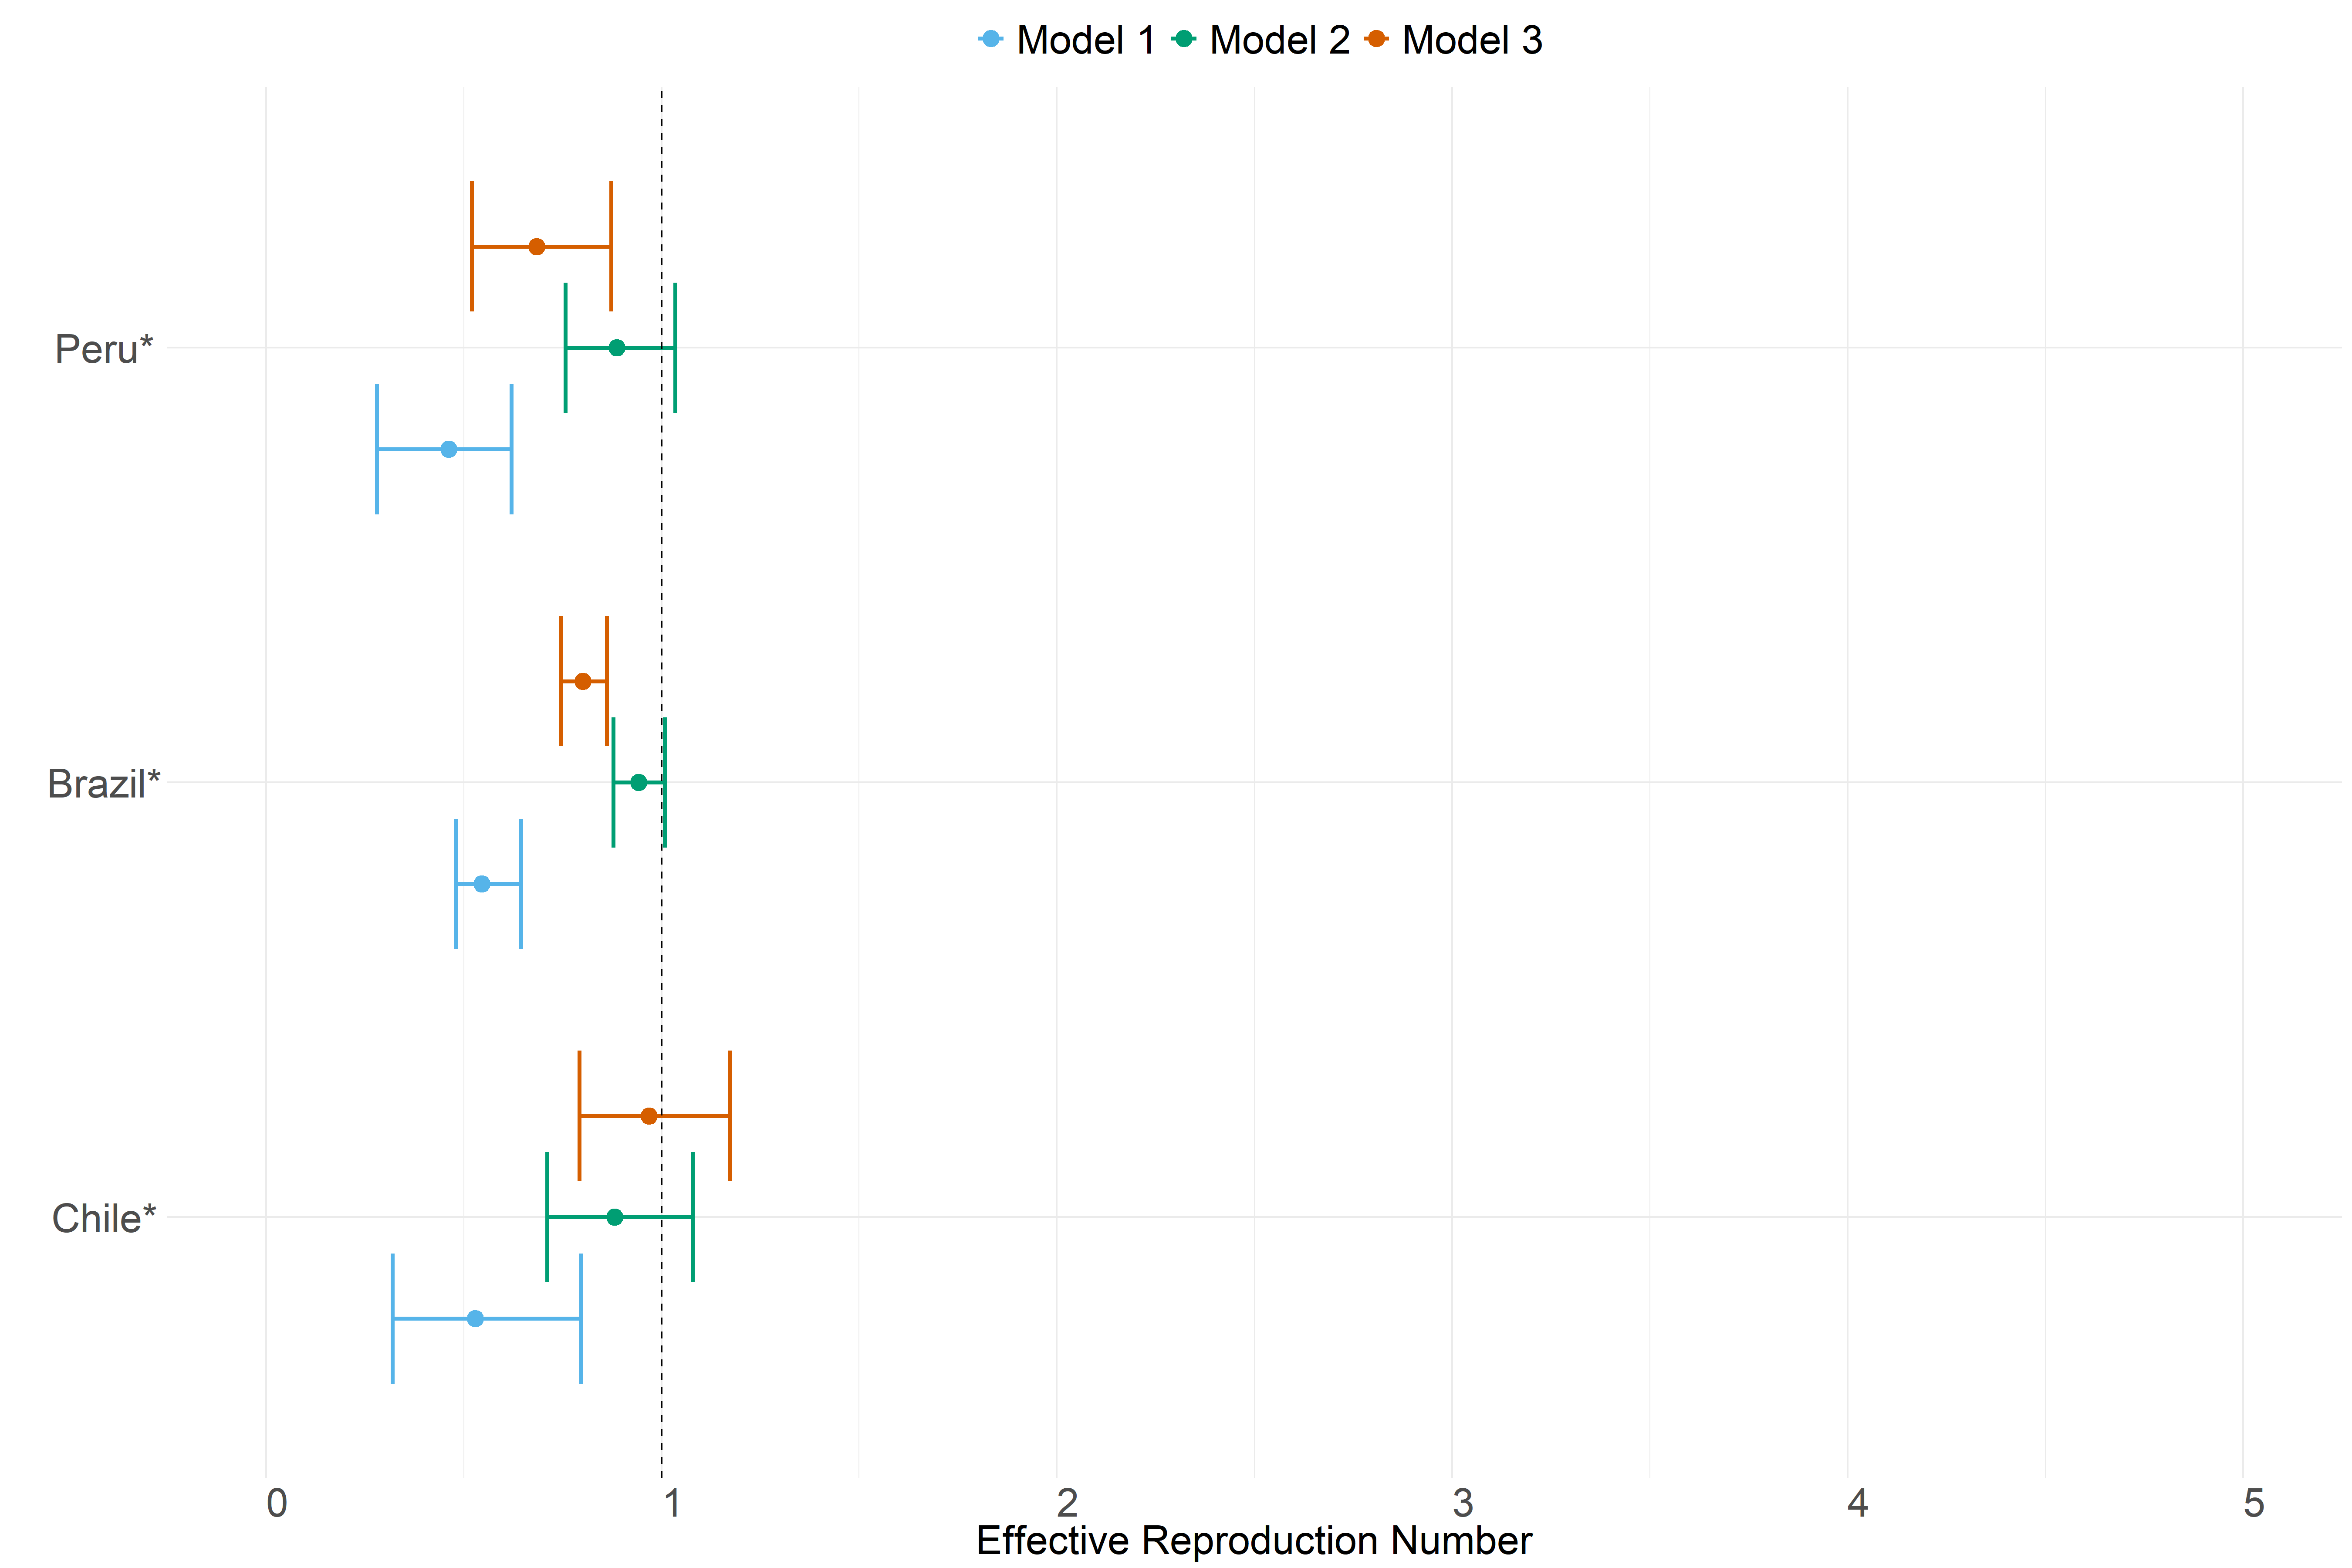 Model 1 Model 2 Model 3
Peru*
Brazil*
Chile*
0 1 2 3 4 5
Effective Reproduction Number